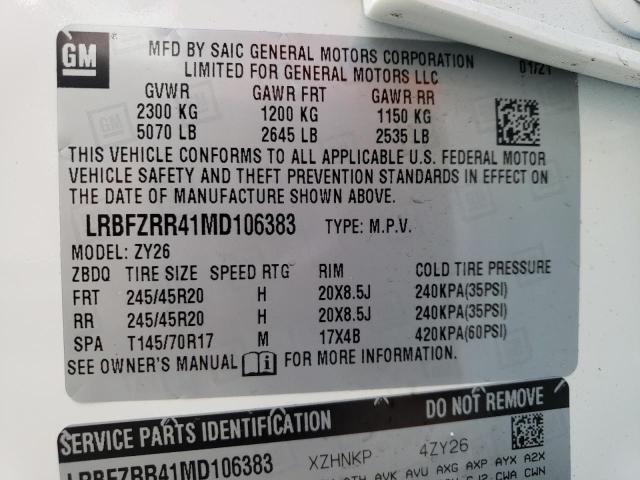 GM
MFD BY SAIC GENERAL MOTORS CORPORATION
LIMITED FOR GENERAL MOTORS LLC 01/21
GVWR GAWR FRT GAWR RR
2300 KG 1200 KG 1150 KG
5070 LB 2645 LB 2535 LB
THIS VEHICLE CONFORMS TO ALL APPLICABLE U.S. FEDERAL MOTOR
VEHICLE SAFETY AND THEFT PREVENTION STANDARDS IN EFFECT ON
THE DATE OF MANUFACTURE SHOWN ABOVE.
LRBFZRR41MD106383 TYPE: M.P.V.
MODEL: ZY26
ZBDQ TIRE SIZE SPEED RTG RIM COLD TIRE PRESSURE
FRT 245/45R20 H 20X8.5J 240KPA(35PSI)
RR 245/45R20 H 20X8.5J 240KPA(35PSI)
SPA T145/70R17 M 17X4B 420KPA(60PSI)
SEE OWNER'S MANUAL FOR MORE INFORMATION.
SERVICE PARTS IDENTIFICATION DO NOT REMOVE
LRBFZRR41MD106383 XZHNKP 4ZY26
ATH AVK AVU AXG AXP AYX A2X
CJ2 CWA CWN